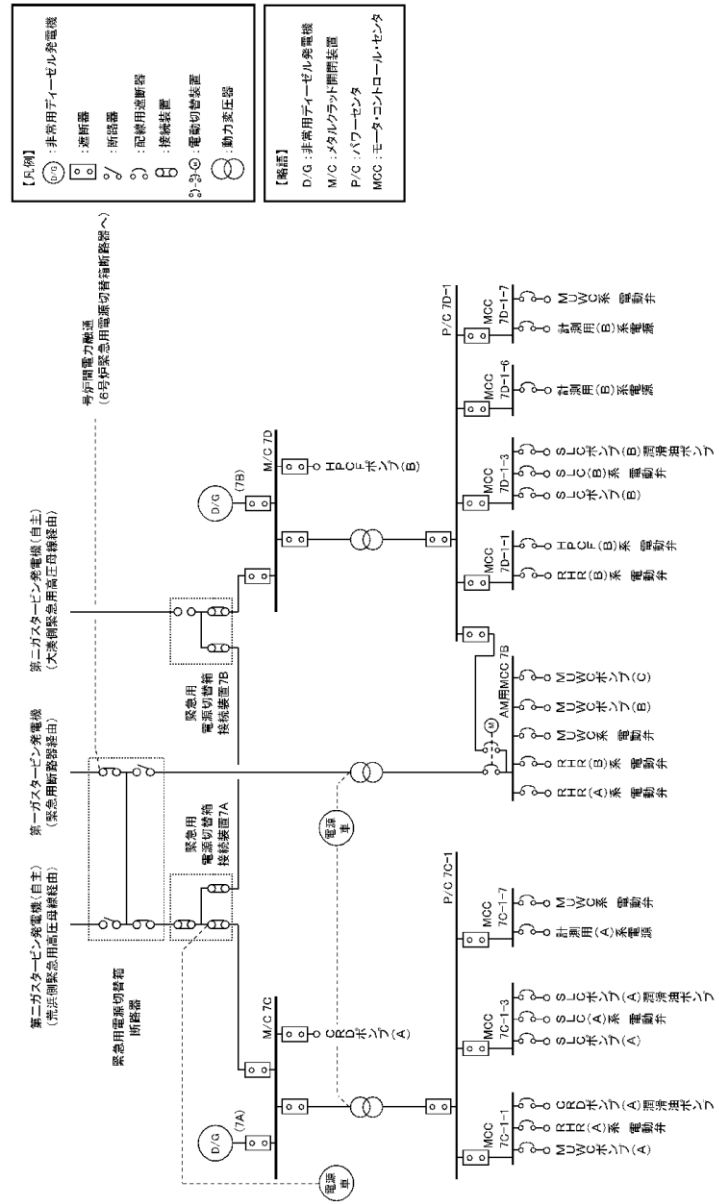 【凡例】
D/G
：非常用ディーゼル発電機
：遮断器
：断路器
：配線用遮断器
：接続装置
M
：電動切替装置
：動力変圧器
【略語】
D/G：非常用ディーゼル発電機
M/C：メタルクラッド開閉装置
P/C：パワーセンタ
MCC：モータ・コントロール・センタ
第二ガスタービン発電機(自主)
(荒浜側緊急用高圧母線経由)
第一ガスタービン発電機
(緊急用断路器経由)
第二ガスタービン発電機(自主)
(大湊側緊急用高圧母線経由)
号炉間電力融通
(6号炉緊急用電源切替箱断路器へ)
緊急用電源切替箱
断路器
緊急用
電源切替箱
接続装置7A
緊急用
電源切替箱
接続装置7B
D/G
(7A)
M/C 7C
CRDポンプ(A)
D/G
(7B)
M/C 7D
HPCFポンプ(B)
電源
車
電源
車
P/C 7C-1
MCC
7C-1-1
MUWCポンプ(A)
RHR(A)系 電動弁
CRDポンプ(A)潤滑油ポンプ
MCC
7C-1-3
SLCポンプ(A)
SLC(A)系 電動弁
SLCポンプ(A)潤滑油ポンプ
MCC
7C-1-7
計測用(A)系電源
MUWC系 電動弁
M
AM用MCC 7B
RHR(A)系 電動弁
RHR(B)系 電動弁
MUWC系 電動弁
MUWCポンプ(B)
MUWCポンプ(C)
P/C 7D-1
MCC
7D-1-1
RHR(B)系 電動弁
HPCF(B)系 電動弁
MCC
7D-1-3
SLCポンプ(B)
SLC(B)系 電動弁
SLCポンプ(B)潤滑油ポンプ
MCC
7D-1-6
計測用(B)系電源
MCC
7D-1-7
計測用(B)系電源
MUWC系 電動弁